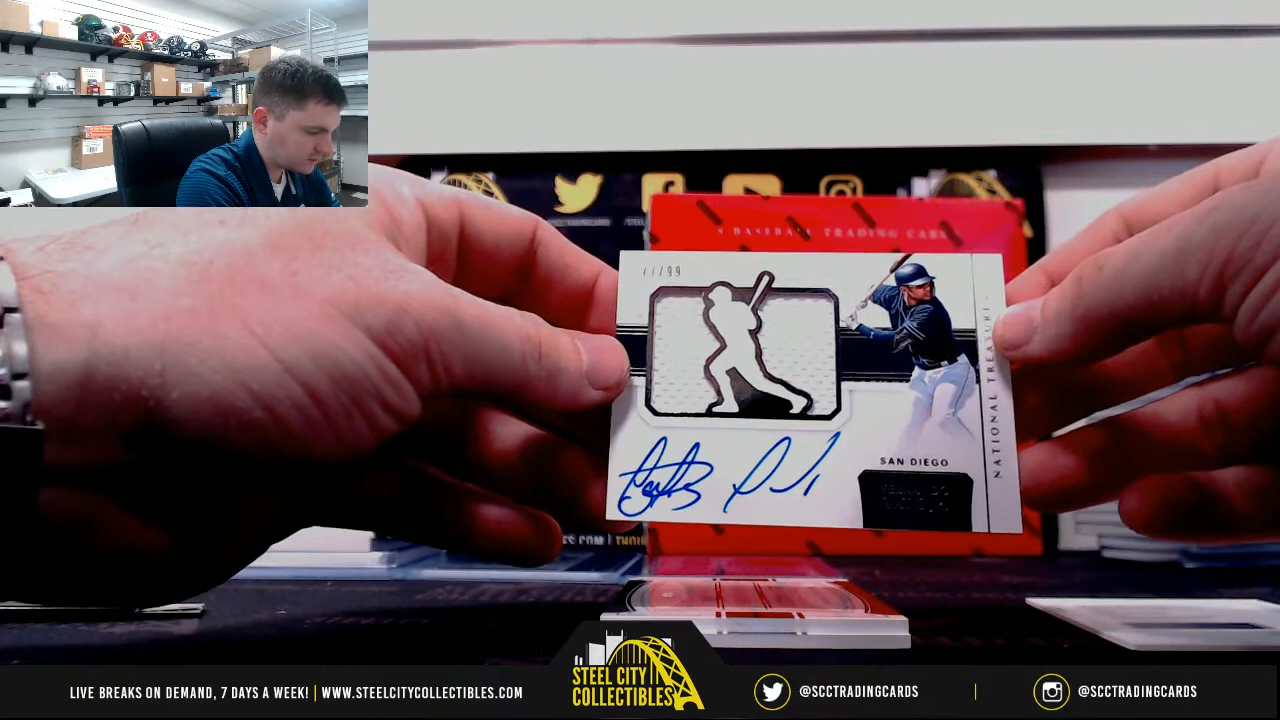 S BASEBALL TRADING CARDS
77/99
NATIONAL TREASURES
SAN DIEGO
LIVE BREAKS ON DEMAND, 7 DAYS A WEEK! | WWW.STEELCITYCOLLECTIBLES.COM
STEEL CITY
COLLECTIBLES
@SCCTRADINGCARDS
@SCCTRADINGCARDS